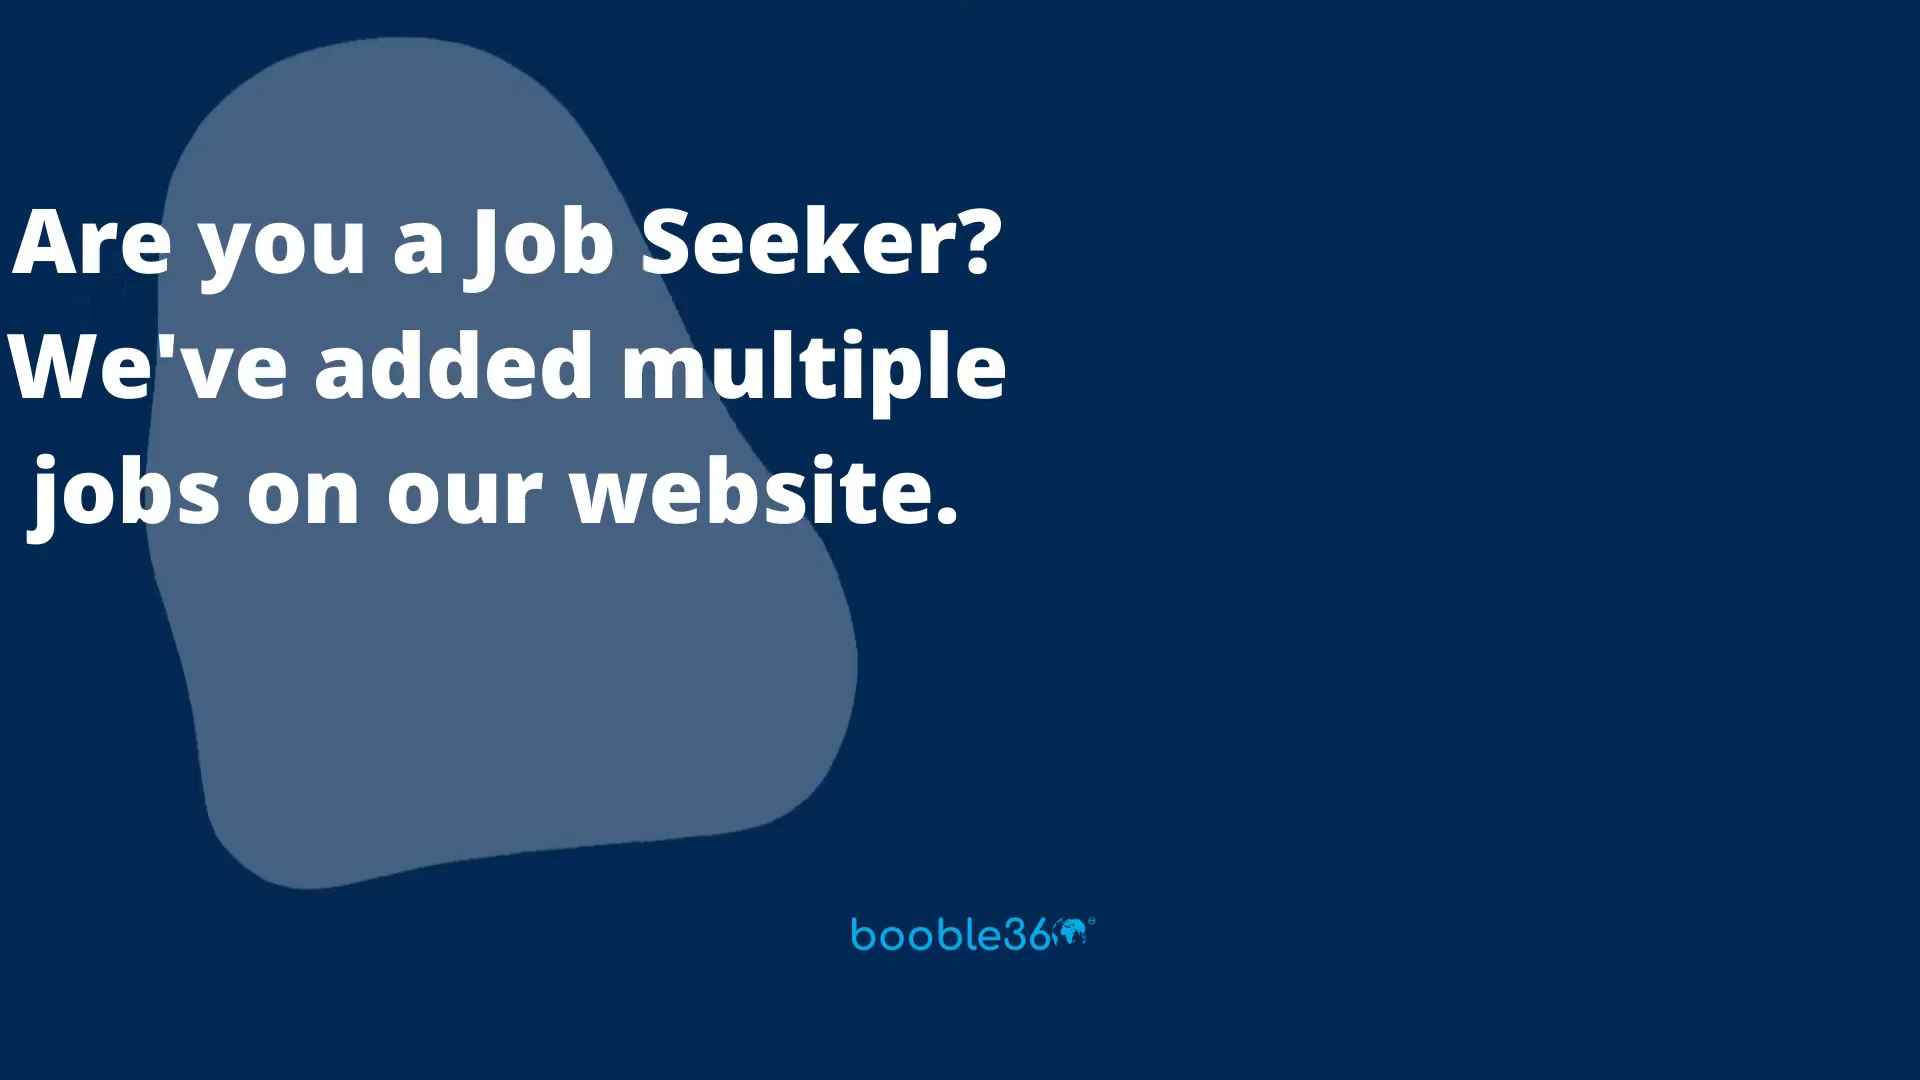 Are you a Job Seeker?
We've added multiple
jobs on our website.
booble360